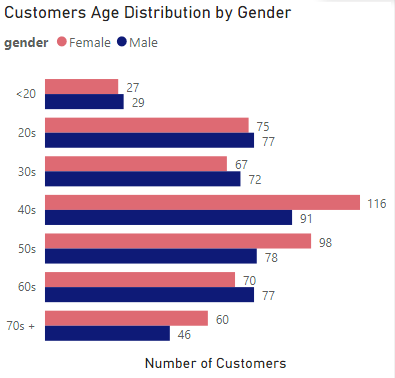 Customers Age Distribution by Gender
gender Female Male
<20 27
29
20s 75
77
30s 67
72
40s 116
91
50s 98
78
60s 70
77
70s + 60
46
Number of Customers